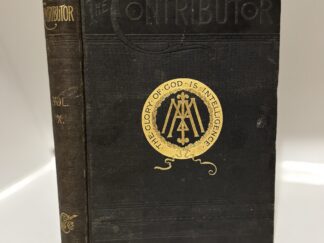 THE CONTRIBUTOR
CONTRIBUTOR
VOL.
X.
THE GLORY OF GOD IS INTELLIGENCE